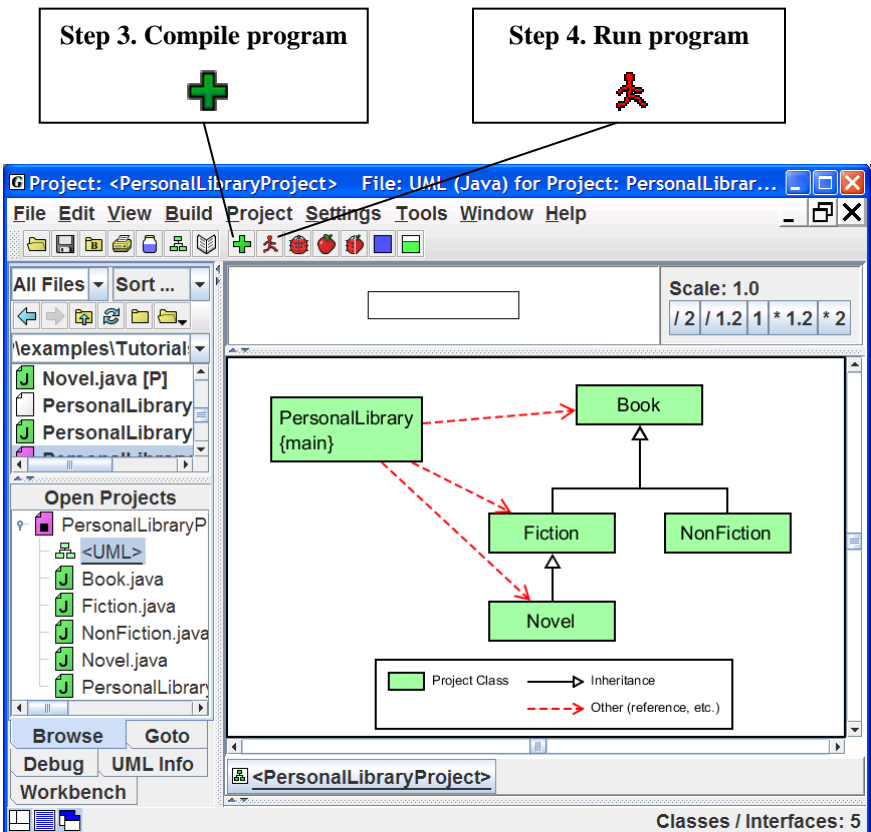 Step 3. Compile program
Step 4. Run program
G Project: <PersonalLibraryProject> File: UML (Java) for Project: PersonalLibrar...
File Edit View Build Project Settings Tools Window Help
All Files Sort ...
Scale: 1.0
/ 2 / 1.2 1 * 1.2 * 2
\examples\Tutorial
Novel.java [P]
PersonalLibrary
PersonalLibrary
Open Projects
PersonalLibraryP
<UML>
Book.java
Fiction.java
NonFiction.java
Novel.java
PersonalLibrary
PersonalLibrary
{main}
Book
Fiction
NonFiction
Novel
Project Class
Inheritance
Other (reference, etc.)
Browse Goto
Debug UML Info
Workbench
<PersonalLibraryProject>
Classes / Interfaces: 5